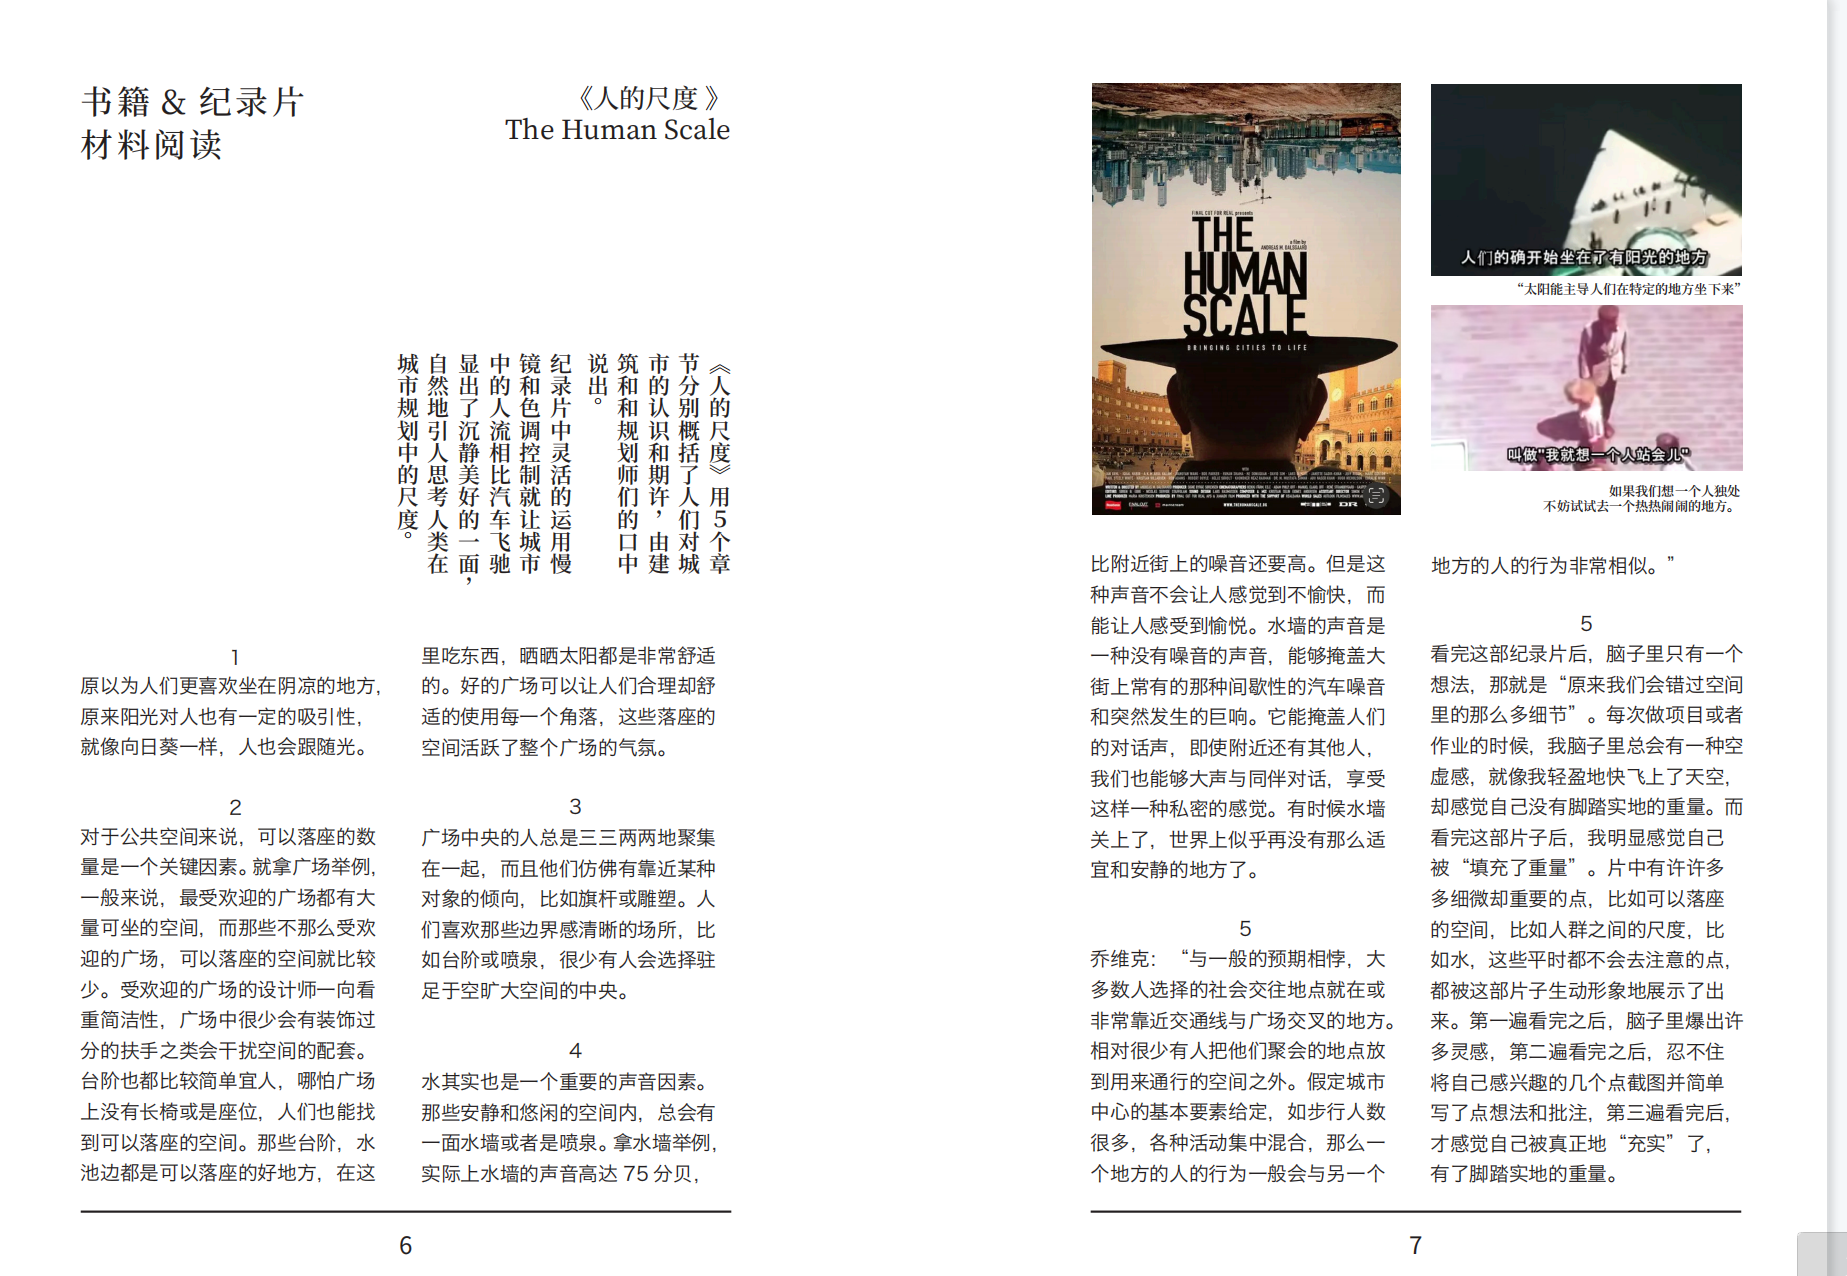 书籍 & 纪录片
材料阅读
《人的尺度 》
The Human Scale
《人的尺度》用5个章
节分别概括了人们对城
市的认识和期许，由建
筑和和规划师们的口中
说出。
纪录片中灵活的运用慢
镜和色调控制就让城市
中的人流相比汽车飞驰
显出了沉静美好的一面，
自然地引人思考人类在
城市规划中的尺度。
1
原以为人们更喜欢坐在阴凉的地方，
原来阳光对人也有一定的吸引性，
就像向日葵一样，人也会跟随光。
2
对于公共空间来说，可以落座的数
量是一个关键因素。就拿广场举例，
一般来说，最受欢迎的广场都有大
量可坐的空间，而那些不那么受欢
迎的广场，可以落座的空间就比较
少。受欢迎的广场的设计师一向看
重简洁性，广场中很少会有装饰过
分的扶手之类会干扰空间的配套。
台阶也都比较简单宜人，哪怕广场
上没有长椅或是座位，人们也能找
到可以落座的空间。那些台阶，水
池边都是可以落座的好地方，在这
里吃东西，晒晒太阳都是非常舒适
的。好的广场可以让人们合理却舒
适的使用每一个角落，这些落座的
空间活跃了整个广场的气氛。
3
广场中央的人总是三三两两地聚集
在一起，而且他们仿佛有靠近某种
对象的倾向，比如旗杆或雕塑。人
们喜欢那些边界感清晰的场所，比
如台阶或喷泉，很少有人会选择驻
足于空旷大空间的中央。
4
水其实也是一个重要的声音因素。
那些安静和悠闲的空间内，总会有
一面水墙或者是喷泉。拿水墙举例，
实际上水墙的声音高达 75 分贝，
6
FINAL CUT FOR REAL presents
THE
a film by
ANDREAS M. DALSGAARD
HUMAN
SCALE
BRINGING CITIES TO LIFE
WWW.THEHUMANSCALE.DK
DR
人们的确开始坐在了有阳光的地方
“太阳能主导人们在特定的地方坐下来”
叫做"我就想一个人站会儿"
如果我们想一个人独处
不妨试试去一个热热闹闹的地方。
比附近街上的噪音还要高。但是这
种声音不会让人感觉到不愉快，而
能让人感受到愉悦。水墙的声音是
一种没有噪音的声音，能够掩盖大
街上常有的那种间歇性的汽车噪音
和突然发生的巨响。它能掩盖人们
的对话声，即使附近还有其他人，
我们也能够大声与同伴对话，享受
这样一种私密的感觉。有时候水墙
关上了，世界上似乎再没有那么适
宜和安静的地方了。
5
乔维克：“与一般的预期相悖，大
多数人选择的社会交往地点就在或
非常靠近交通线与广场交叉的地方。
相对很少有人把他们聚会的地点放
到用来通行的空间之外。假定城市
中心的基本要素给定，如步行人数
很多，各种活动集中混合，那么一
个地方的人的行为一般会与另一个
地方的人的行为非常相似。”
5
看完这部纪录片后，脑子里只有一个
想法，那就是“原来我们会错过空间
里的那么多细节”。每次做项目或者
作业的时候，我脑子里总会有一种空
虚感，就像我轻盈地快飞上了天空，
却感觉自己没有脚踏实地的重量。而
看完这部片子后，我明显感觉自己
被“填充了重量”。片中有许许多
多细微却重要的点，比如可以落座
的空间，比如人群之间的尺度，比
如水，这些平时都不会去注意的点，
都被这部片子生动形象地展示了出
来。第一遍看完之后，脑子里爆出许
多灵感，第二遍看完之后，忍不住
将自己感兴趣的几个点截图并简单
写了点想法和批注，第三遍看完后，
才感觉自己被真正地“充实”了，
有了脚踏实地的重量。
7